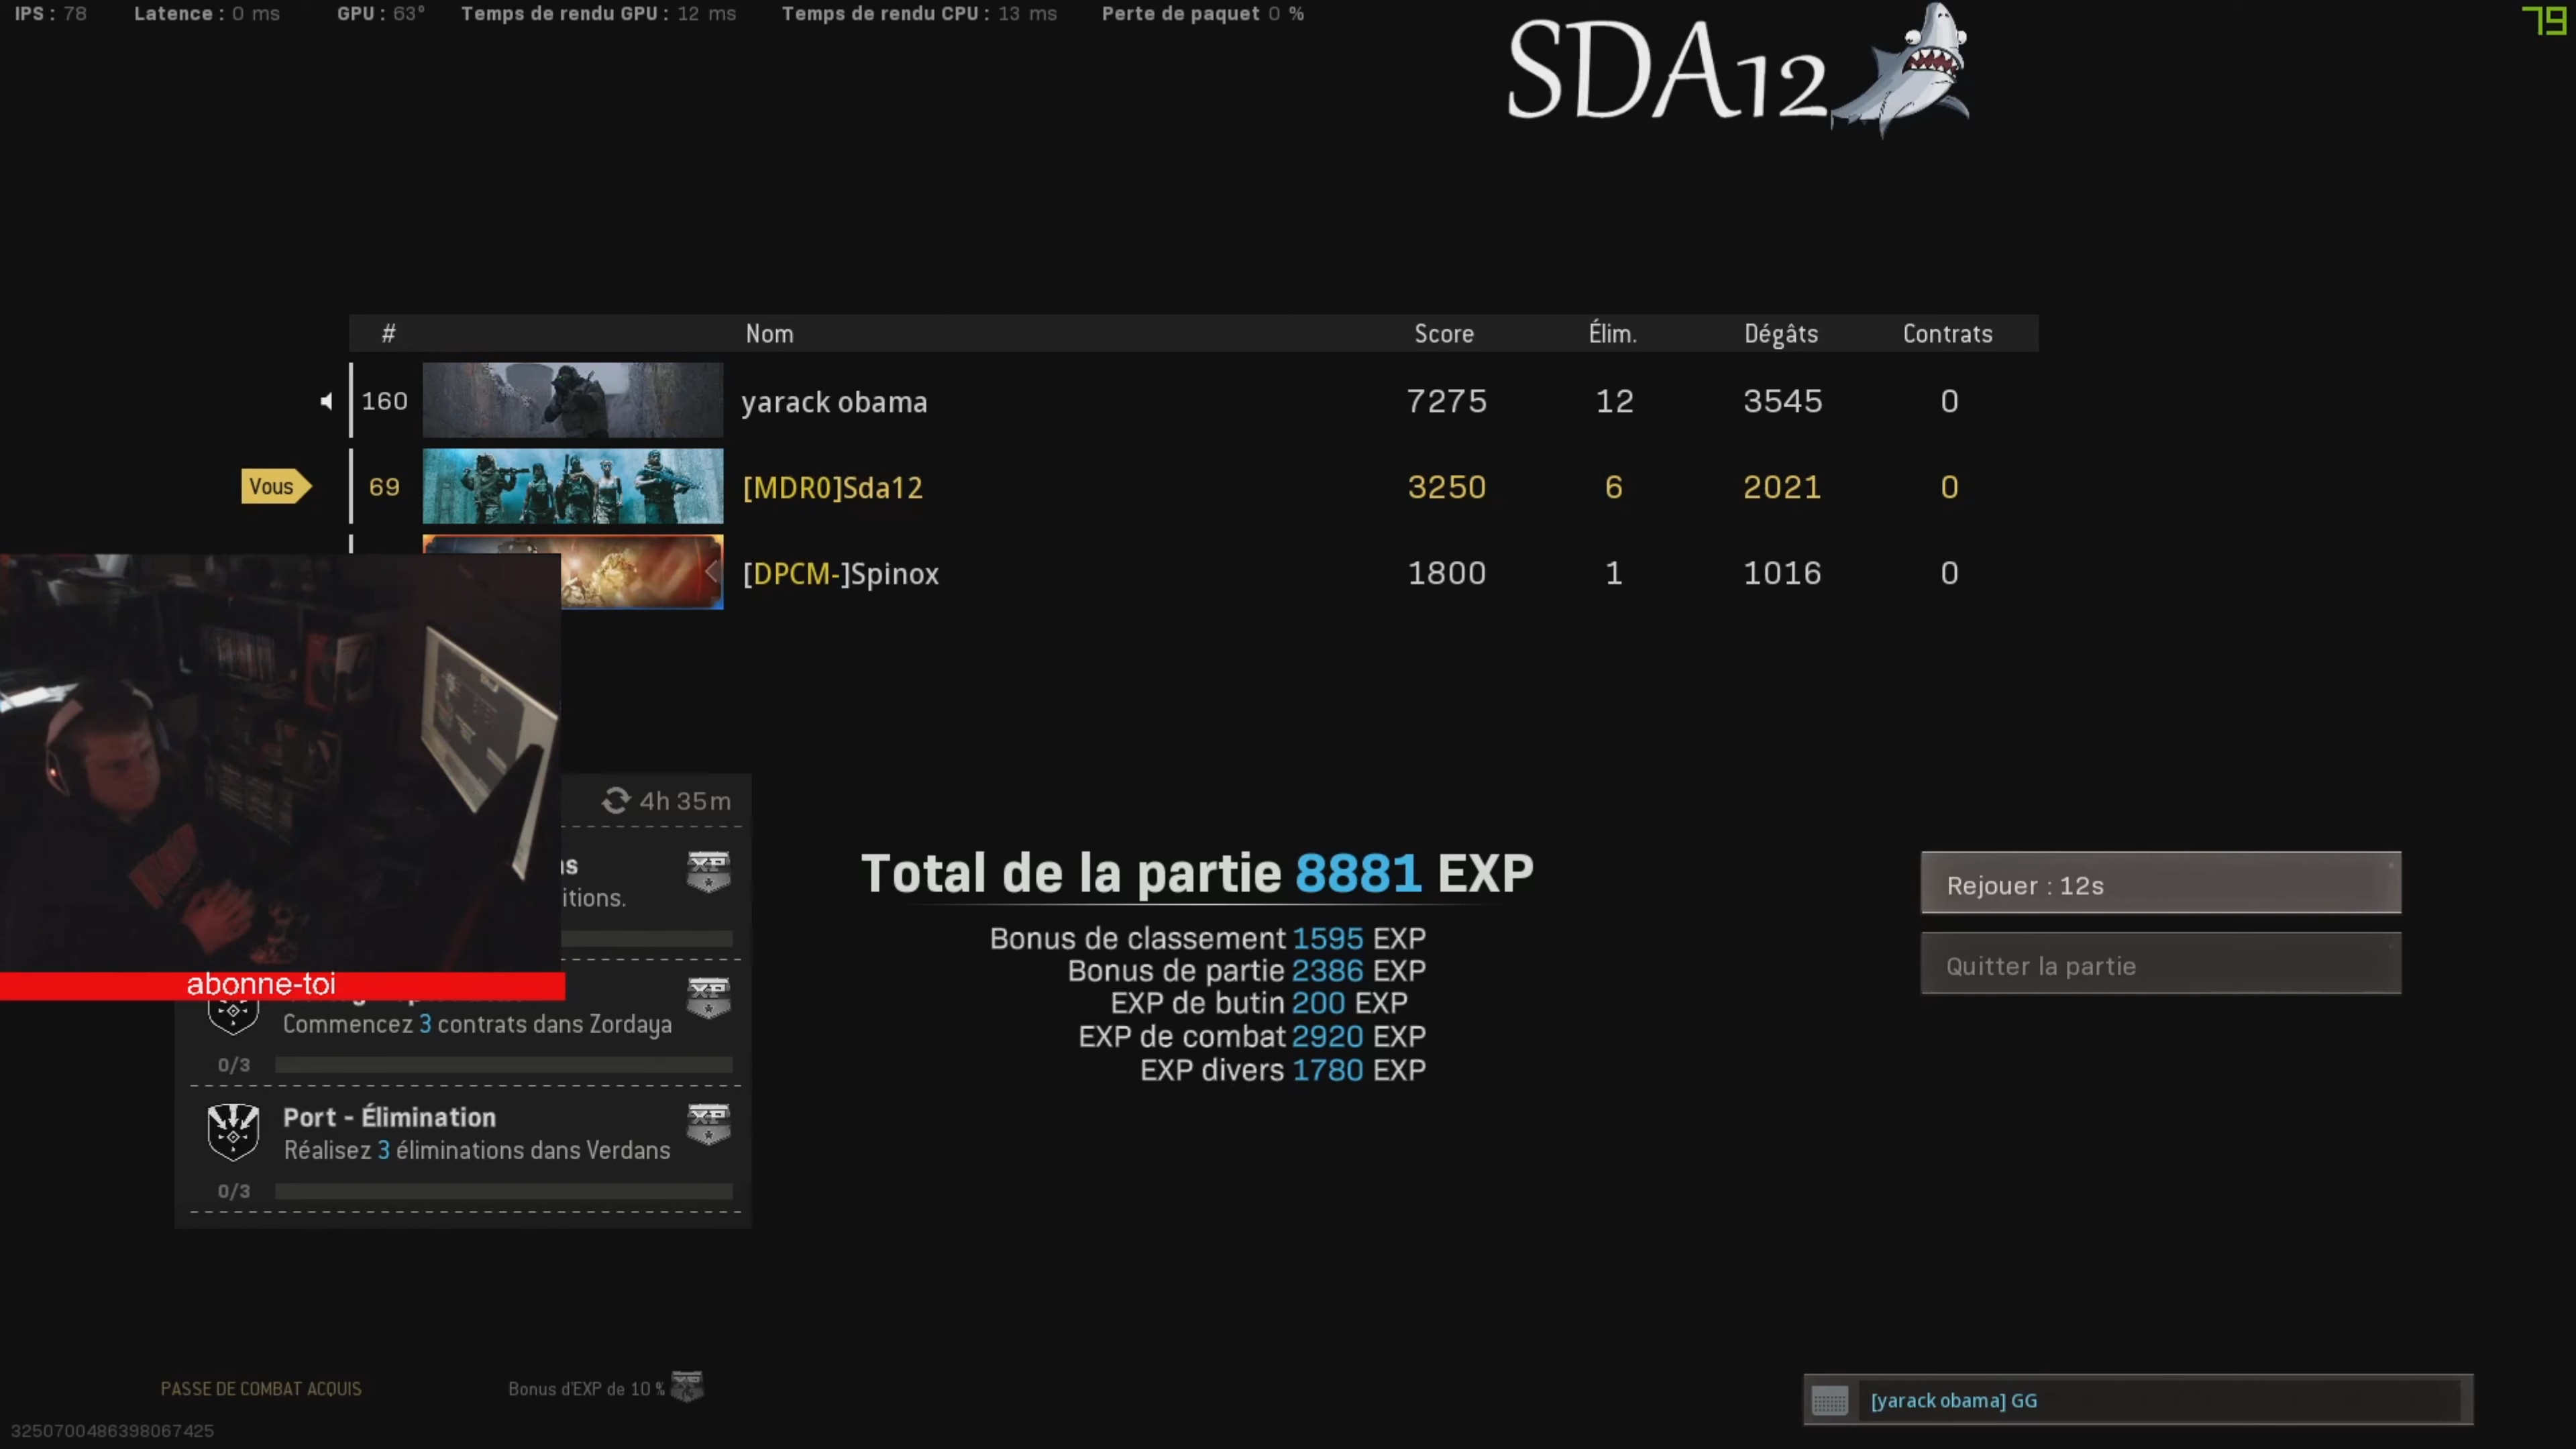 IPS : 78 Latence : 0 ms GPU : 63° Temps de rendu GPU : 12 ms Temps de rendu CPU : 13 ms Perte de paquet 0 %
79
SDA12
# Nom Score Élim. Dégâts Contrats
160 yarack obama 7275 12 3545 0
Vous 69 [MDR0]Sda12 3250 6 2021 0
[DPCM-]Spinox 1800 1 1016 0
4h 35m
abonne-toi
Commencez 3 contrats dans Zordaya
0/3
Port - Élimination
Réalisez 3 éliminations dans Verdans
0/3
Total de la partie 8881 EXP
Bonus de classement 1595 EXP
Bonus de partie 2386 EXP
EXP de butin 200 EXP
EXP de combat 2920 EXP
EXP divers 1780 EXP
Rejouer : 12s
Quitter la partie
PASSE DE COMBAT ACQUIS Bonus d'EXP de 10 %
[yarack obama] GG
3250700486398067425